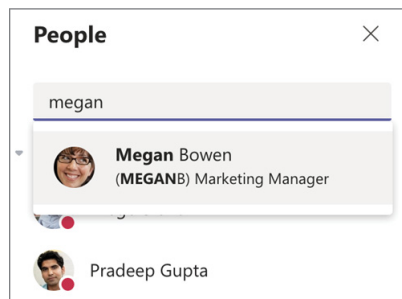 People
megan
Megan Bowen
(MEGANB) Marketing Manager
Pradeep Gupta